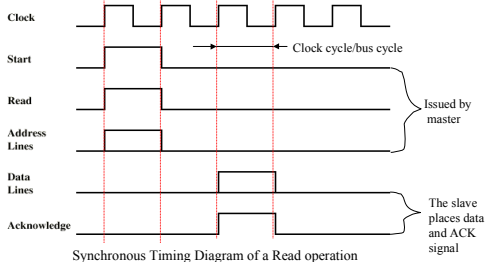 Clock
Clock cycle/bus cycle
Start
Read
Issued by
master
Address
Lines
Data
Lines
The slave
places data
and ACK
signal
Acknowledge
Synchronous Timing Diagram of a Read operation